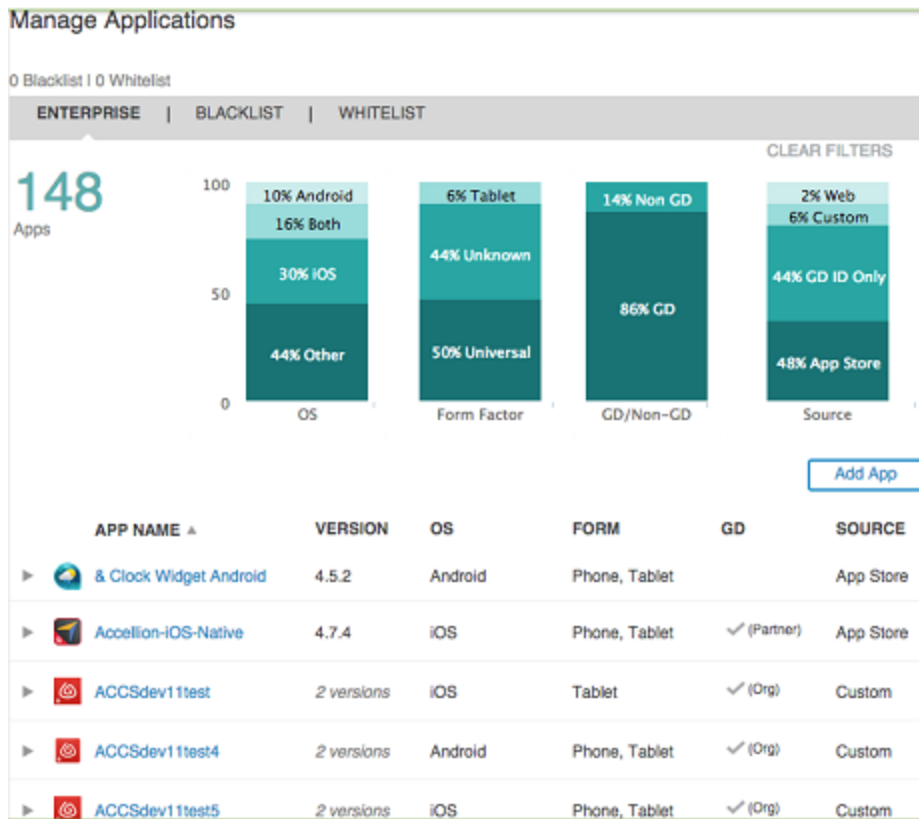 Manage Applications
0 Blacklist | 0 Whitelist
ENTERPRISE | BLACKLIST | WHITELIST
CLEAR FILTERS
148
Apps
100
50
0
10% Android
16% Both
30% iOS
44% Other
OS
6% Tablet
44% Unknown
50% Universal
Form Factor
14% Non GD
86% GD
GD/Non-GD
2% Web
6% Custom
44% GD ID Only
48% App Store
Source
Add App
APP NAME VERSION OS FORM GD SOURCE
& Clock Widget Android 4.5.2 Android Phone, Tablet App Store
Accellion-iOS-Native 4.7.4 iOS Phone, Tablet (Partner) App Store
ACCSdev11test 2 versions iOS Tablet (Org) Custom
ACCSdev11test4 2 versions Android Phone, Tablet (Org) Custom
ACCSdev11test5 2 versions iOS Phone, Tablet (Org) Custom